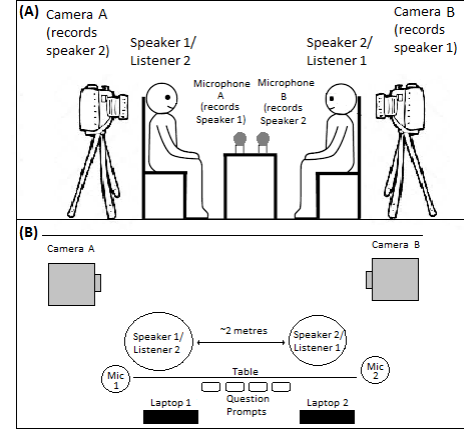 (A)
Camera A
(records
speaker 2)
Speaker 1/
Listener 2
Microphone
A
(records
Speaker 1)
Microphone
B
(records
Speaker 2
Speaker 2/
Listener 1
Camera B
(records
speaker 1)
(B)
Camera A
Camera B
Speaker 1/
Listener 2
~2 metres
Speaker 2/
Listener 1
Mic
1
Table
Mic
2
Question
Prompts
Laptop 1
Laptop 2